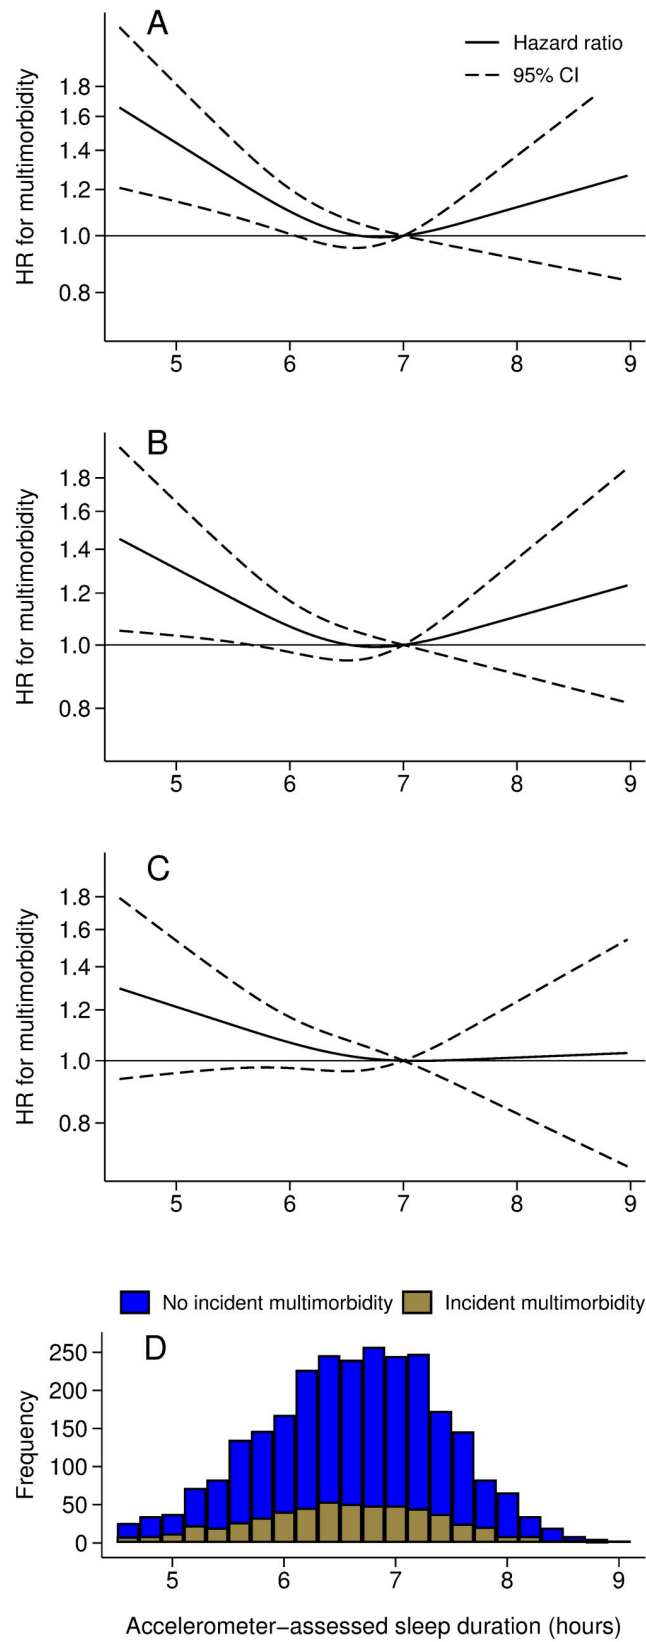 A
Hazard ratio
95% CI
HR for multimorbidity
1.8
1.6
1.4
1.2
1.0
0.8
5 6 7 8 9
B
HR for multimorbidity
1.8
1.6
1.4
1.2
1.0
0.8
5 6 7 8 9
C
HR for multimorbidity
1.8
1.6
1.4
1.2
1.0
0.8
5 6 7 8 9
No incident multimorbidity Incident multimorbidity
D
Frequency
250
200
150
100
50
0
5 6 7 8 9
Accelerometer−assessed sleep duration (hours)